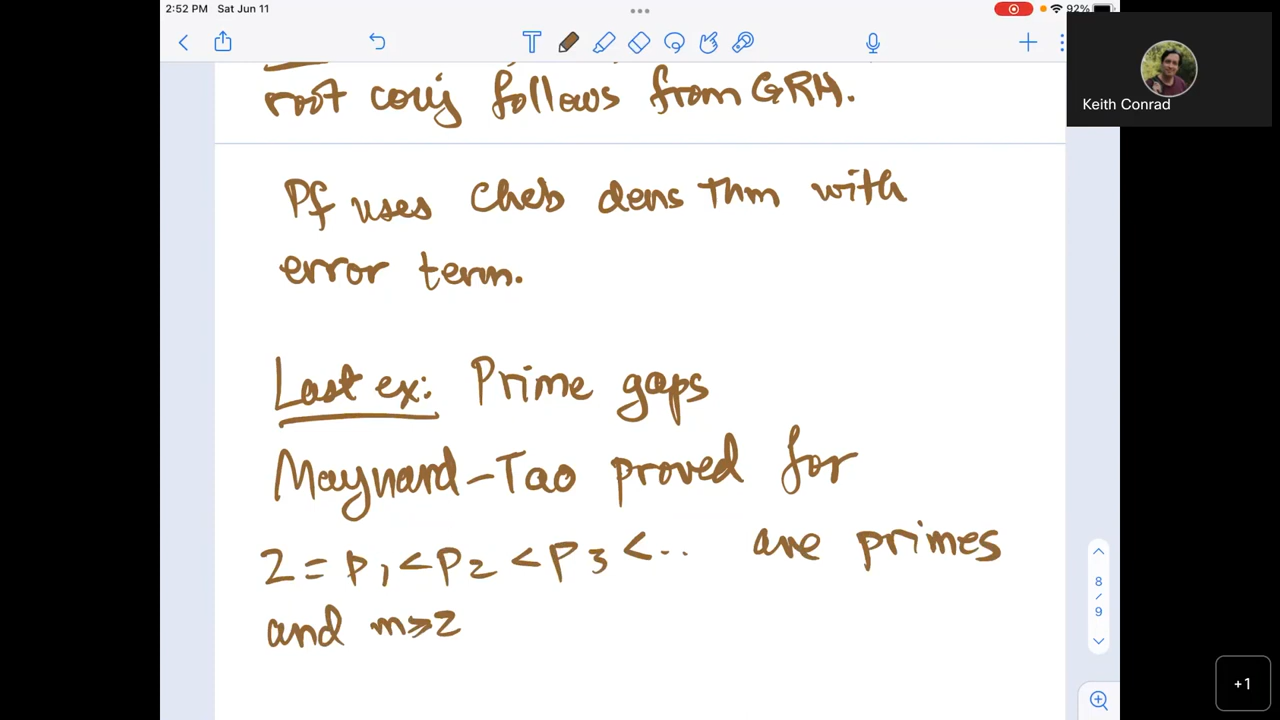 2:52 PM Sat Jun 11
92%
Keith Conrad
root conj follows from GRH.
Pf uses Cheb dens Thm with
error term.
Last ex: Prime gaps
Maynard-Tao proved for
2 = p₁ < p₂ < p₃ < .. are primes
and m ≥ 2
8
/
9
+1